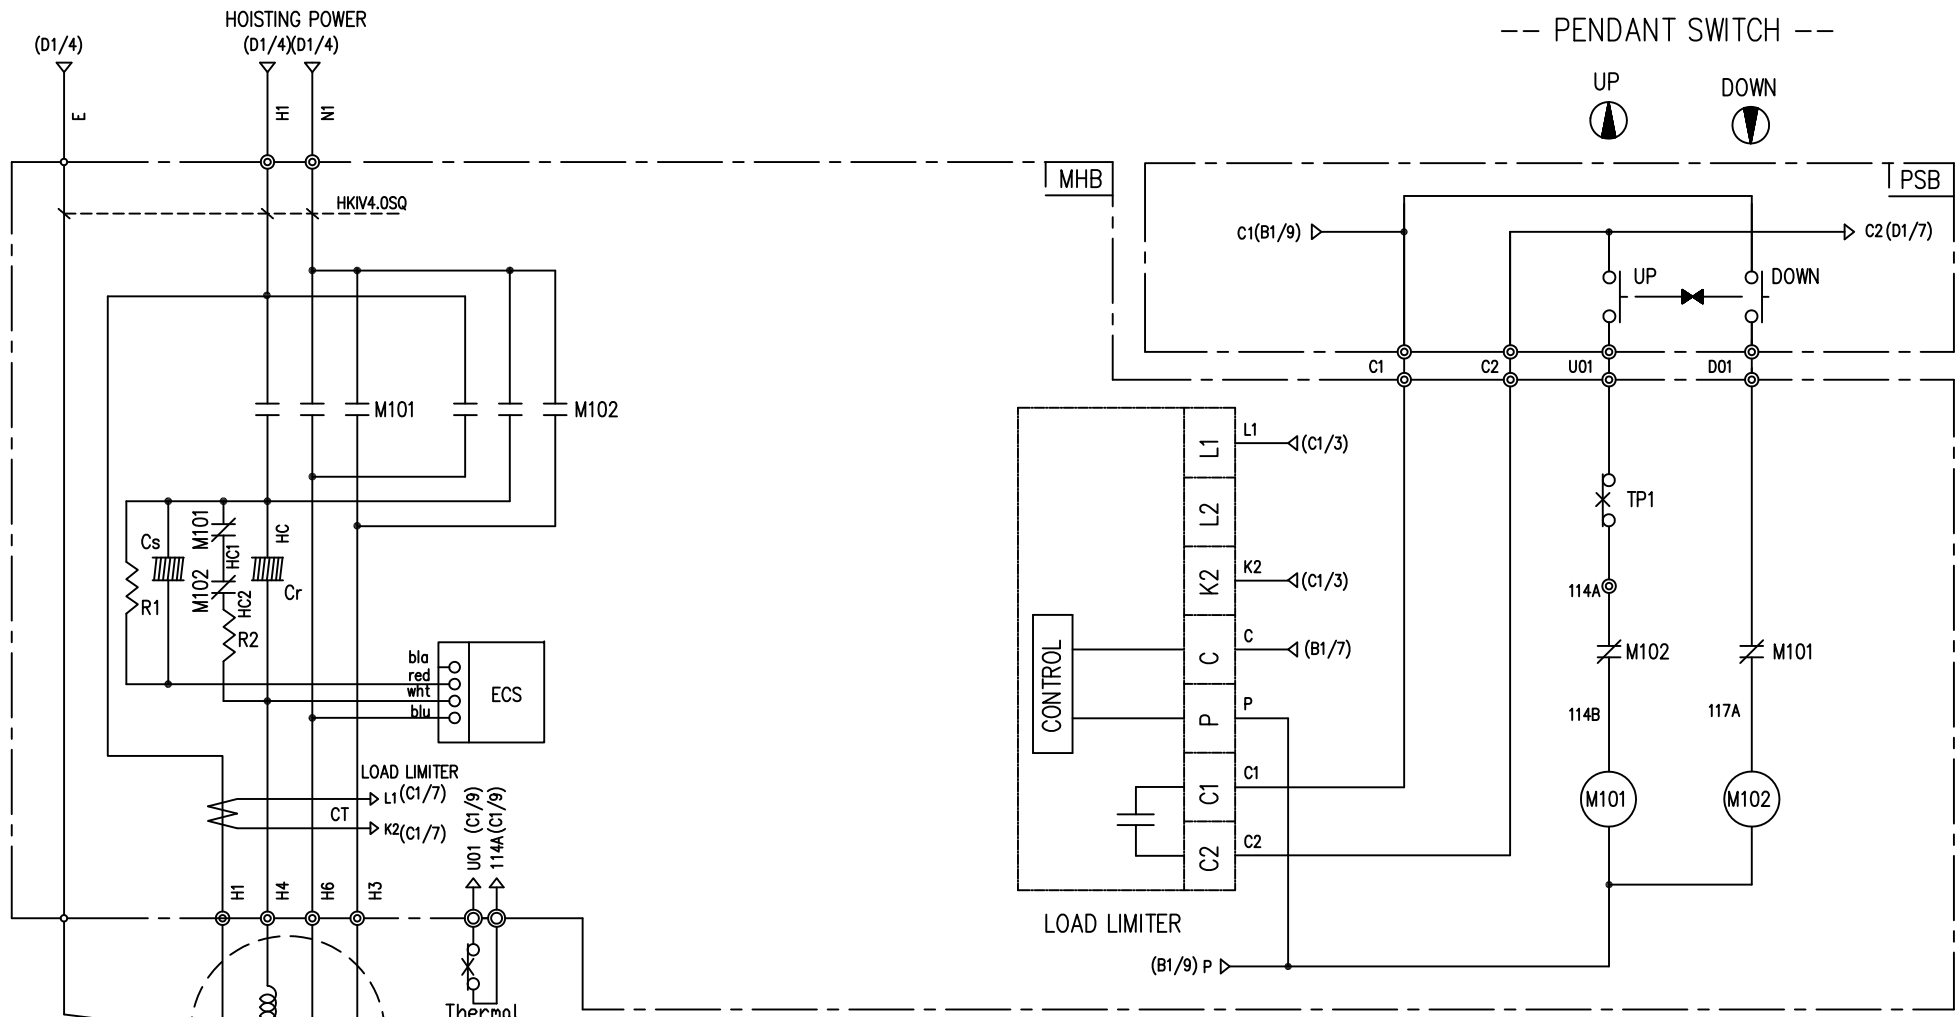 HOISTING POWER
-- PENDANT SWITCH --
(D1/4)
(D1/4)(D1/4)
UP
DOWN
E
H1
N1
MHB
PSB
HKIV4.0SQ
C1(B1/9)
C2(D1/7)
UP
DOWN
C1
C2
U01
D01
M101
M102
L1
L1
(C1/3)
L2
TP1
M101
HC
Cs
HC1
M102
HC2
Cr
R1
R2
K2
K2
(C1/3)
114A
CONTROL
C
C
(B1/7)
M102
M101
bla
red
wht
blu
ECS
P
P
114B
117A
LOAD LIMITER
L1(C1/7)
CT
K2(C1/7)
U01 (C1/9)
114A(C1/9)
C1
C1
M101
M102
C2
C2
H1
H4
H6
H3
LOAD LIMITER
(B1/9) P
Thermal